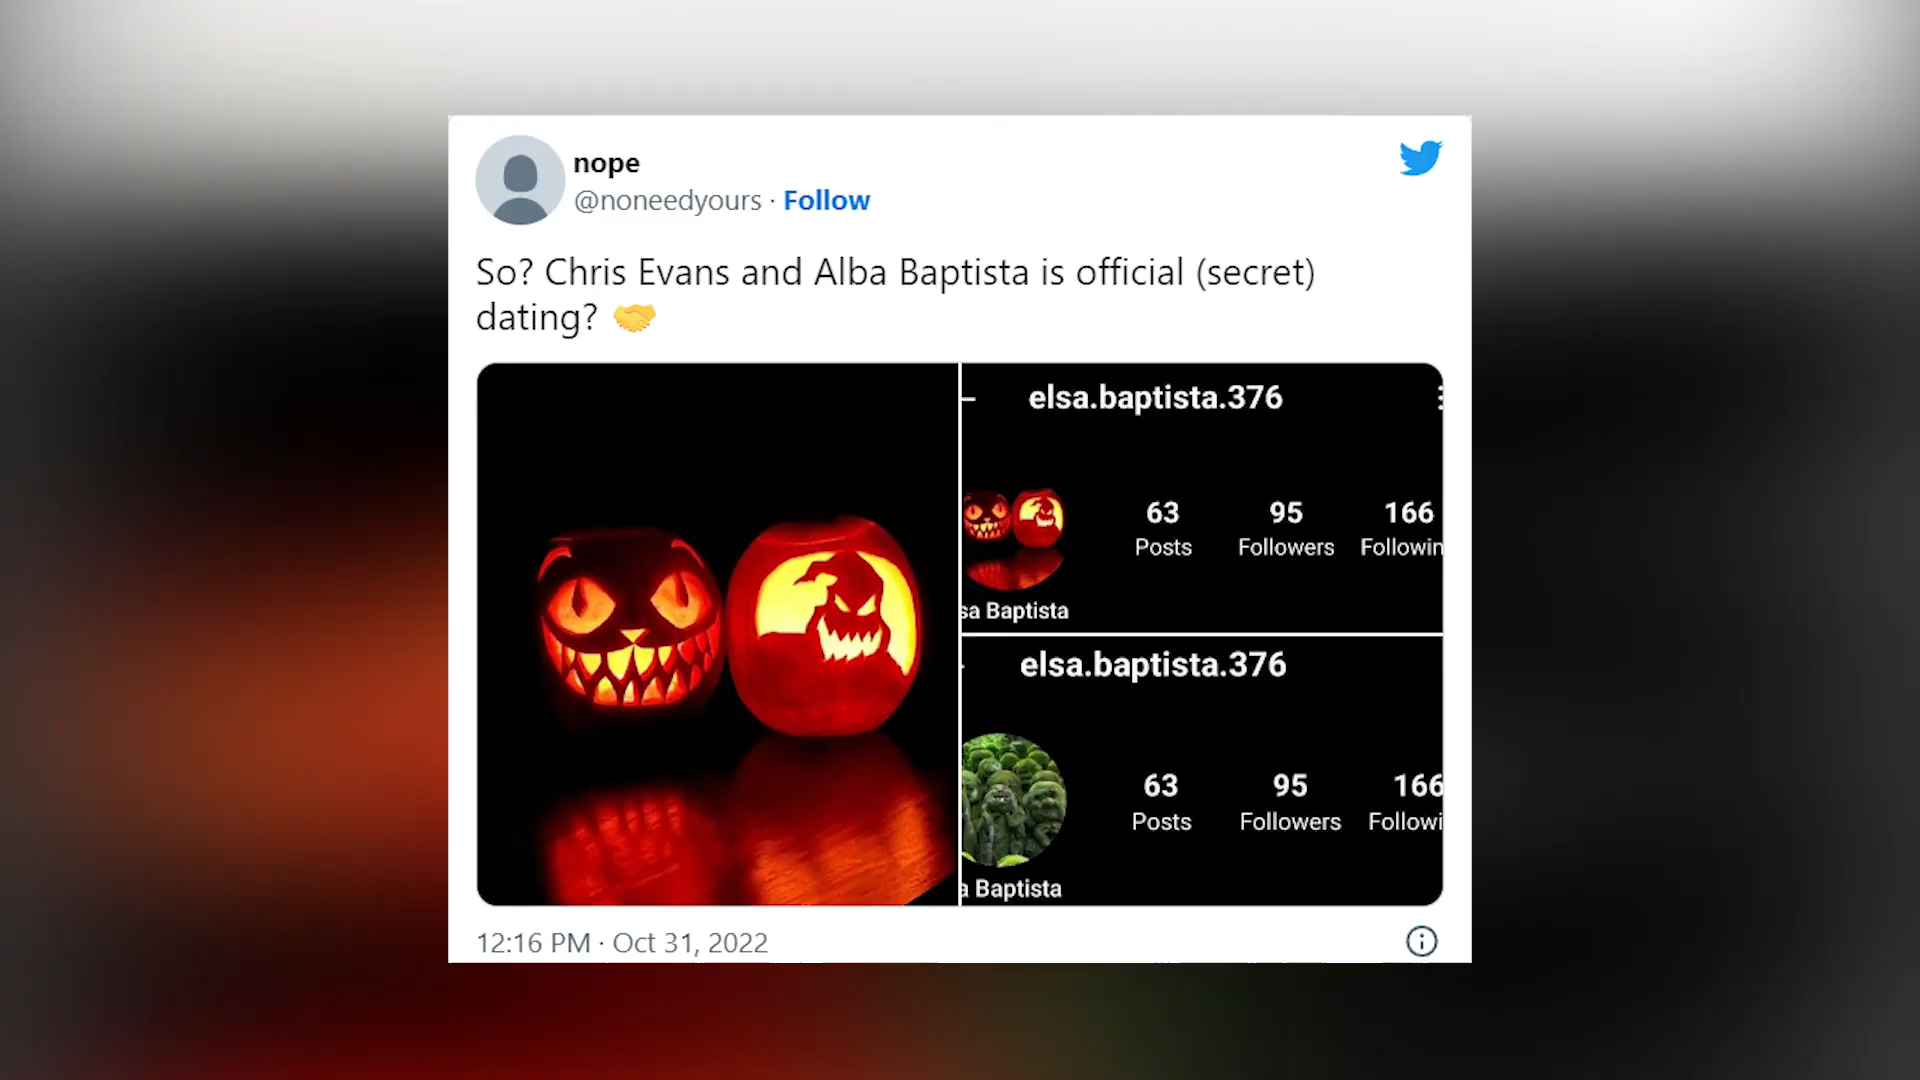 nope
@noneedyours · Follow
So? Chris Evans and Alba Baptista is official (secret)
dating? 🤝
elsa.baptista.376
63 95 166
Posts Followers Followin
sa Baptista
elsa.baptista.376
63 95 166
Posts Followers Followi
a Baptista
12:16 PM · Oct 31, 2022